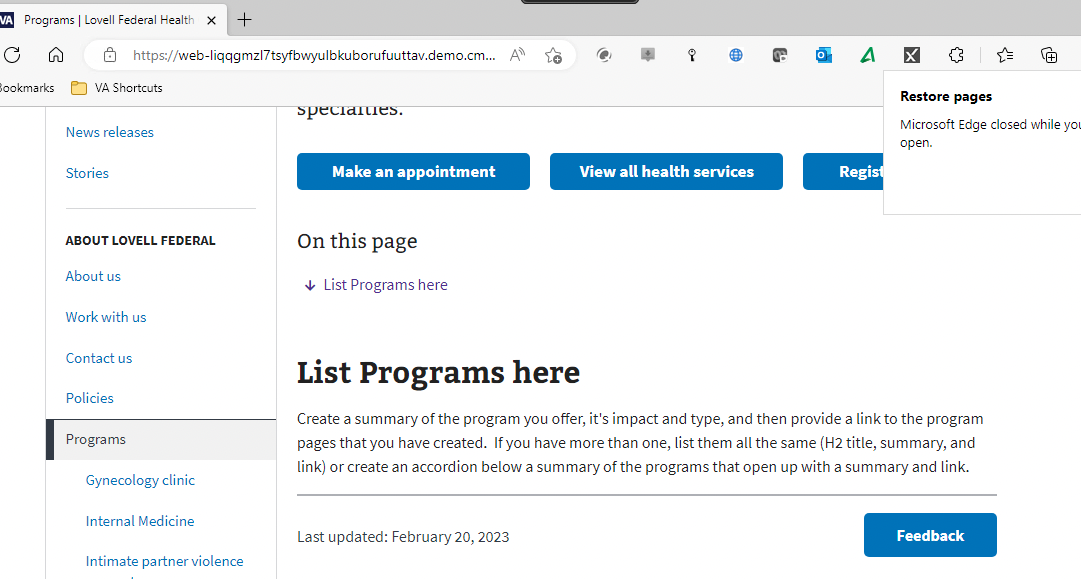 VA Programs | Lovell Federal Health
https://web-liqqgmzl7tsyfbwyulbkuborufuuttav.demo.cm...
Bookmarks
VA Shortcuts
Restore pages
Microsoft Edge closed while you
open.
specialties.
News releases
Stories
Make an appointment
View all health services
Regist
ABOUT LOVELL FEDERAL
About us
Work with us
Contact us
Policies
Programs
Gynecology clinic
Internal Medicine
Intimate partner violence
On this page
List Programs here
List Programs here
Create a summary of the program you offer, it's impact and type, and then provide a link to the program
pages that you have created.  If you have more than one, list them all the same (H2 title, summary, and
link) or create an accordion below a summary of the programs that open up with a summary and link.
Last updated: February 20, 2023
Feedback